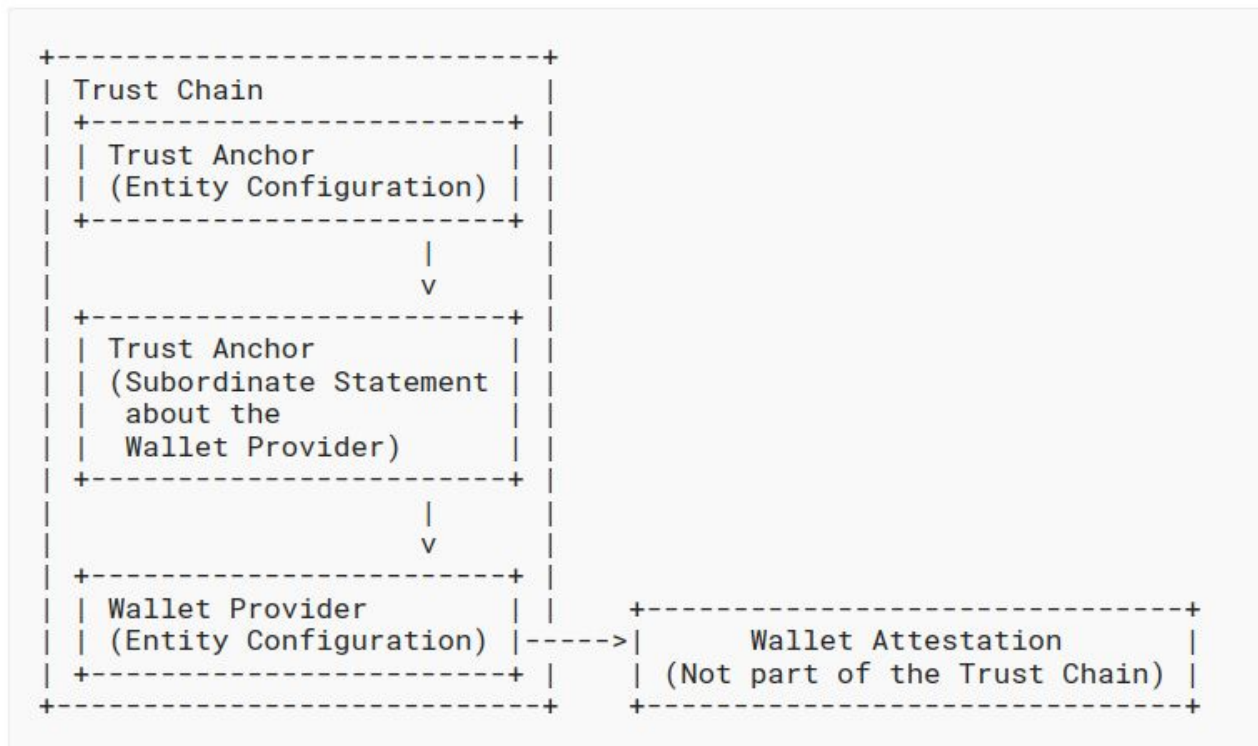 Trust Chain
Trust Anchor
(Entity Configuration)
v
Trust Anchor
(Subordinate Statement
about the
Wallet Provider)
v
Wallet Provider
(Entity Configuration)
Wallet Attestation
(Not part of the Trust Chain)